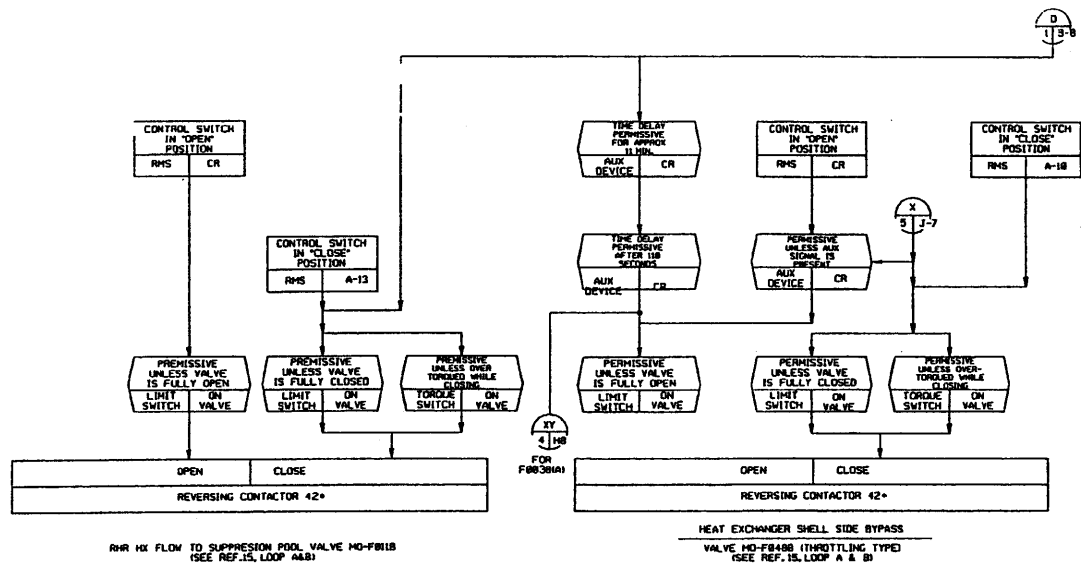 D
1 B-8
CONTROL SWITCH
IN "OPEN"
POSITION
RMS CR
TIME DELAY
PERMISSIVE
FOR APPROX
11 MIN.
AUX
DEVICE
CR
CONTROL SWITCH
IN "OPEN"
POSITION
RMS CR
CONTROL SWITCH
IN "CLOSE"
POSITION
RMS A-10
X
5 J-7
CONTROL SWITCH
IN "CLOSE"
POSITION
RMS A-13
TIME DELAY
PERMISSIVE
AFTER 110
SECONDS
AUX
DEVICE
CR
PERMISSIVE
UNLESS AUX
SIGNAL IS
PRESENT
AUX
DEVICE
CR
PREMISSIVE
UNLESS VALVE
IS FULLY OPEN
LIMIT
SWITCH
ON
VALVE
PREMISSIVE
UNLESS VALVE
IS FULLY CLOSED
LIMIT
SWITCH
ON
VALVE
PREMISSIVE
UNLESS OVER
TORQUED WHILE
CLOSING
TORQUE
SWITCH
ON
VALVE
PERMISSIVE
UNLESS VALVE
IS FULLY OPEN
LIMIT
SWITCH
ON
VALVE
PERMISSIVE
UNLESS VALVE
IS FULLY CLOSED
LIMIT
SWITCH
ON
VALVE
PERMISSIVE
UNLESS OVER-
TORQUED WHILE
CLOSING
TORQUE
SWITCH
ON
VALVE
XY
4 H8
FOR
OPEN CLOSE
REVERSING CONTACTOR 42*
OPEN CLOSE
REVERSING CONTACTOR 42*
RHR HX FLOW TO SUPPRESION POOL VALVE
(SEE REF.15, LOOP A&B)
HEAT EXCHANGER SHELL SIDE BYPASS
VALVE (THROTTLING TYPE)
(SEE REF.15, LOOP A & B)